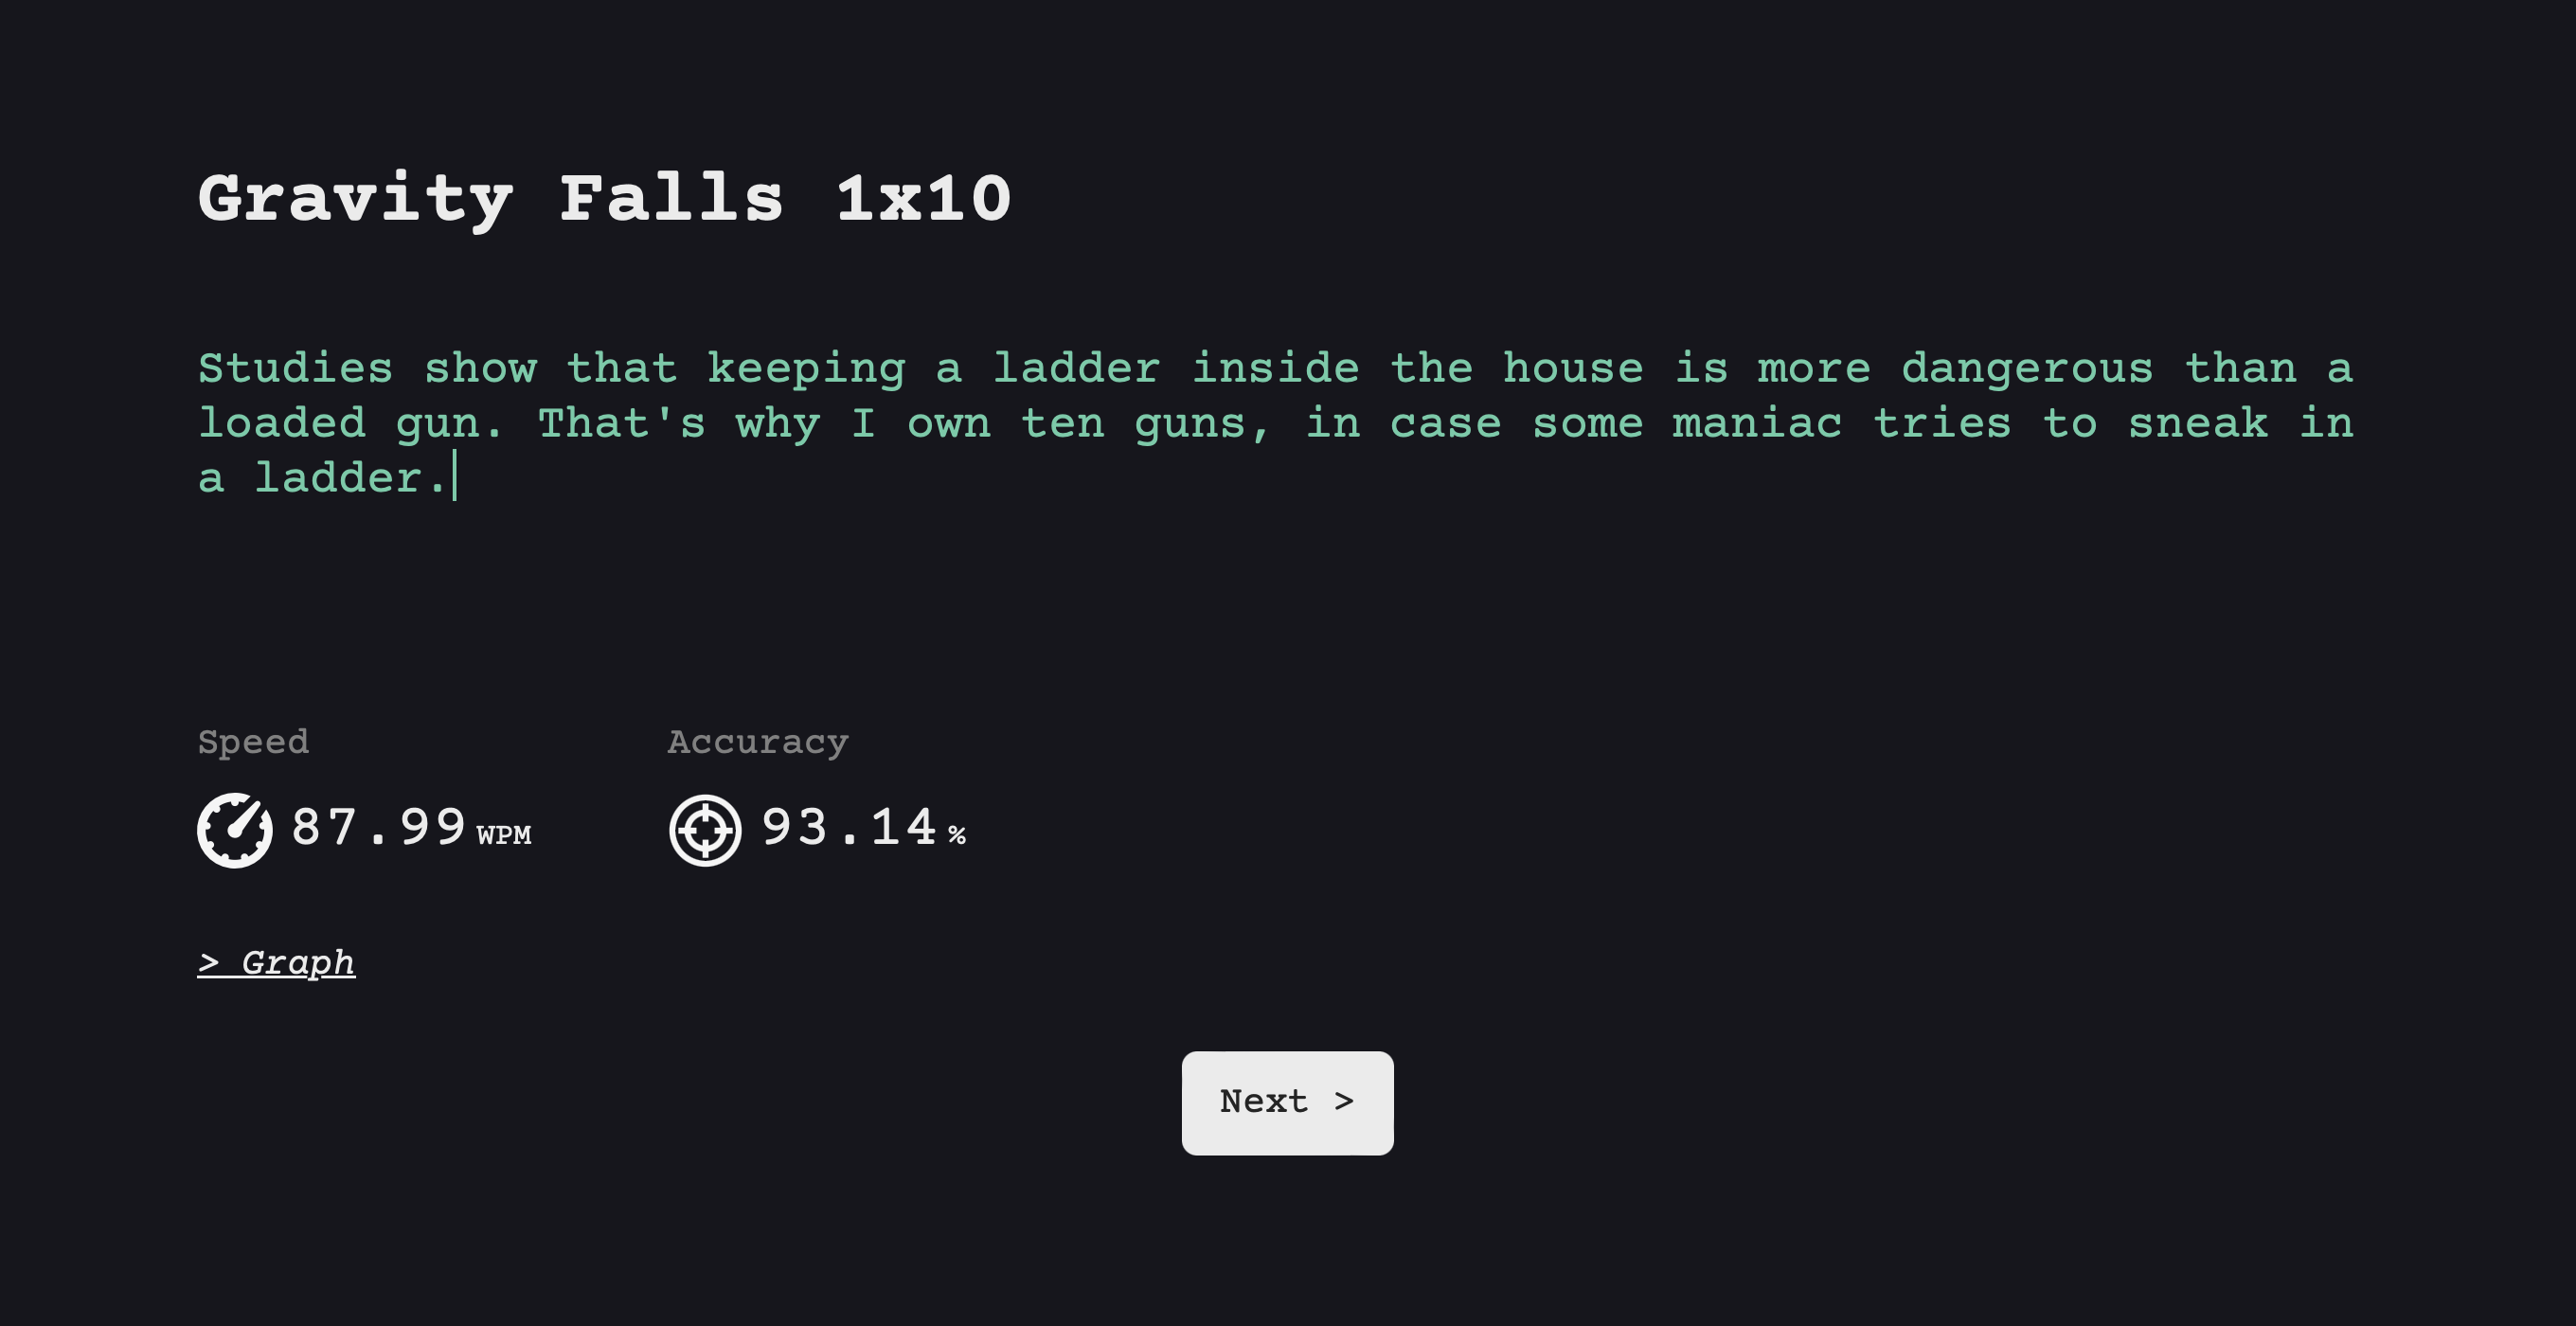 Gravity Falls 1x10
Studies show that keeping a ladder inside the house is more dangerous than a
loaded gun. That's why I own ten guns, in case some maniac tries to sneak in
a ladder.
Speed Accuracy
87.99 WPM 93.14 %
> Graph
Next >